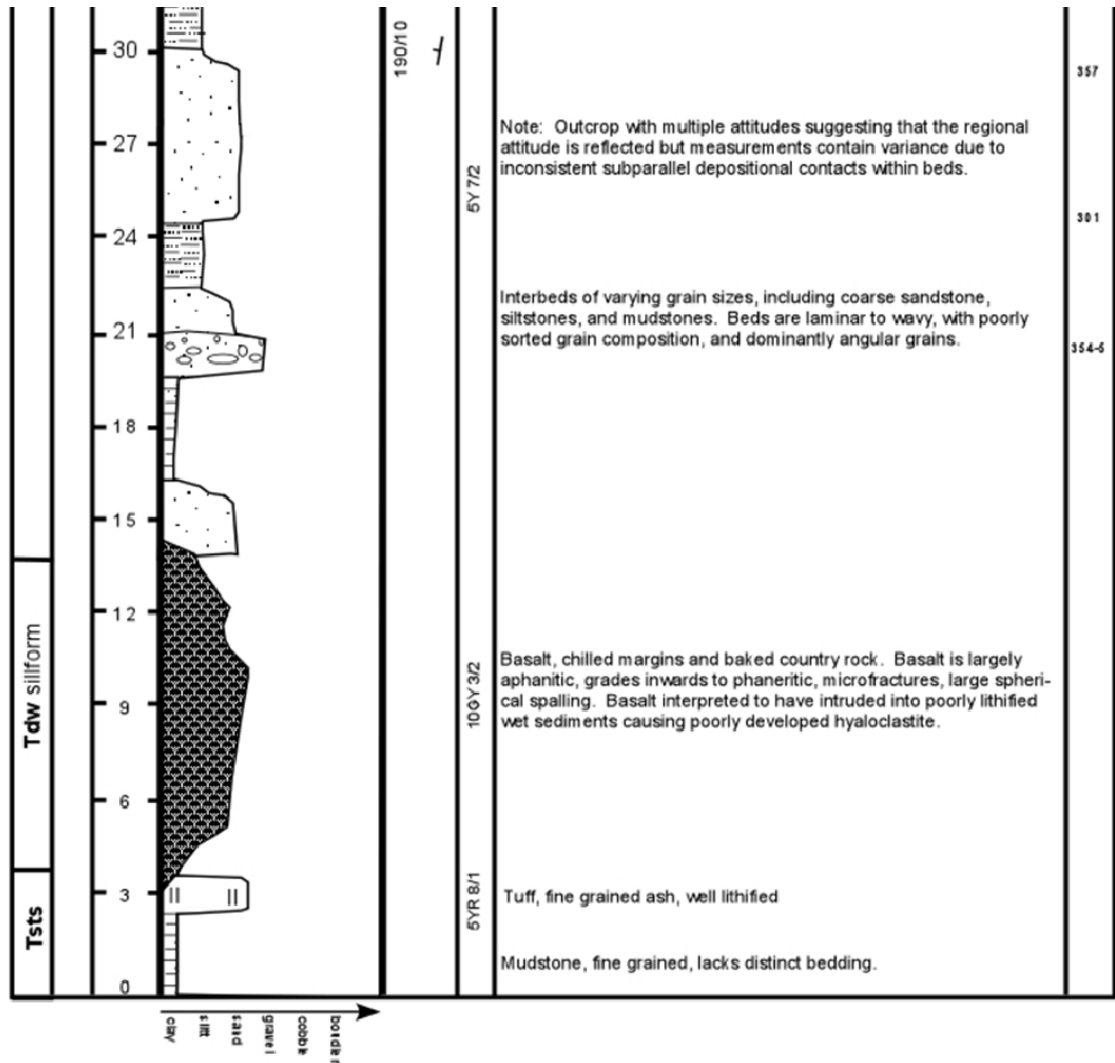 30
27
24
21
18
15
12
9
6
3
0
Tdw sillform
Tsts
190/10
5Y 7/2
10GY 3/2
5YR 8/1
Note: Outcrop with multiple attitudes suggesting that the regional
attitude is reflected but measurements contain variance due to
inconsistent subparallel depositional contacts within beds.
Interbeds of varying grain sizes, including coarse sandstone,
siltstones, and mudstones. Beds are laminar to wavy, with poorly
sorted grain composition, and dominantly angular grains.
Basalt, chilled margins and baked country rock. Basalt is largely
aphanitic, grades inwards to phaneritic, microfractures, large spheri-
cal spalling. Basalt interpreted to have intruded into poorly lithified
wet sediments causing poorly developed hyaloclastite.
Tuff, fine grained ash, well lithified
Mudstone, fine grained, lacks distinct bedding.
357
354-5
clay
silt
sand
gravel
cobble